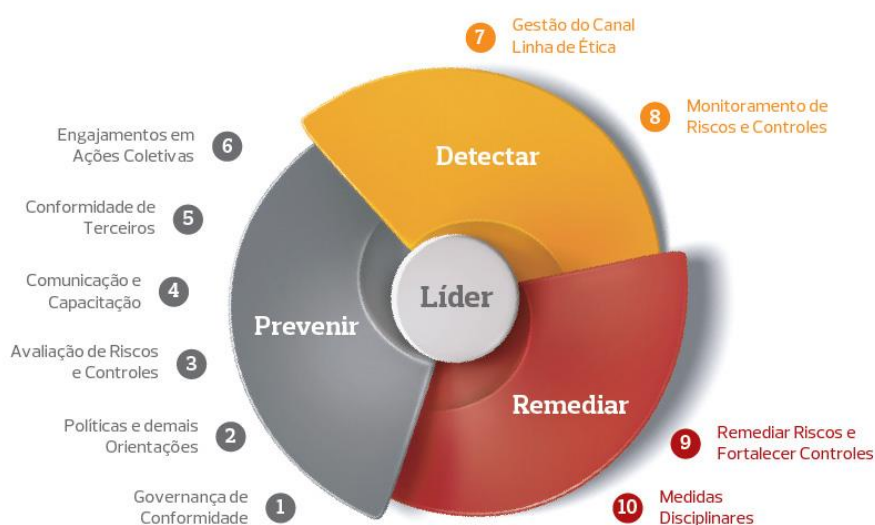 7
Gestão do Canal
Linha de Ética
8
Monitoramento de
Riscos e Controles
Detectar
Engajamentos em
Ações Coletivas
6
Conformidade de
Terceiros
5
Comunicação e
Capacitação
4
Avaliação de Riscos
e Controles
3
Políticas e demais
Orientações
2
Governança de
Conformidade
1
Prevenir
Líder
Remediar
9
Remediar Riscos e
Fortalecer Controles
10
Medidas
Disciplinares